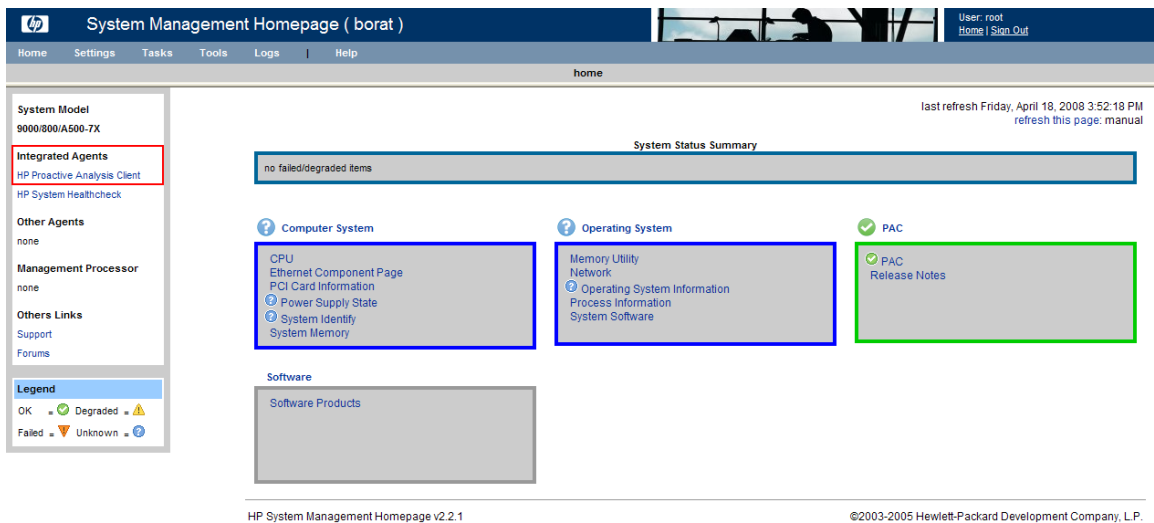 hp
System Management Homepage ( borat )
User: root
Home | Sign Out
Home Settings Tasks Tools Logs | Help
home
System Model
9000/800/A500-7X
Integrated Agents
HP Proactive Analysis Client
HP System Healthcheck
Other Agents
none
Management Processor
none
Others Links
Support
Forums
Legend
OK = Degraded =
Failed = Unknown =
last refresh Friday, April 18, 2008 3:52:18 PM
refresh this page: manual
System Status Summary
no failed/degraded items
Computer System
CPU
Ethernet Component Page
PCI Card Information
Power Supply State
System Identify
System Memory
Operating System
Memory Utility
Network
Operating System Information
Process Information
System Software
PAC
PAC
Release Notes
Software
Software Products
HP System Management Homepage v2.2.1
©2003-2005 Hewlett-Packard Development Company, L.P.